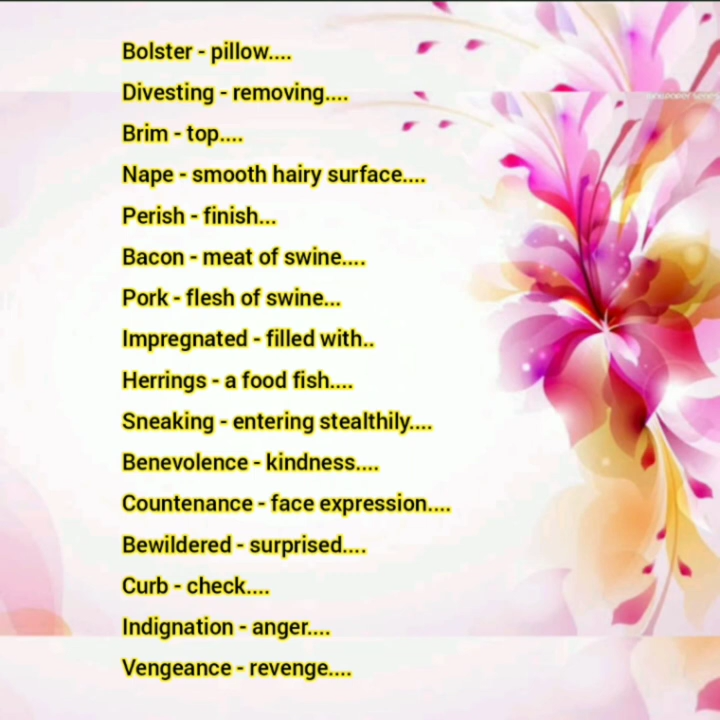 Bolster - pillow....
Divesting - removing....
Brim - top....
Nape - smooth hairy surface....
Perish - finish...
Bacon - meat of swine....
Pork - flesh of swine...
Impregnated - filled with..
Herrings - a food fish....
Sneaking - entering stealthily....
Benevolence - kindness....
Countenance - face expression....
Bewildered - surprised....
Curb - check....
Indignation - anger....
Vengeance - revenge....